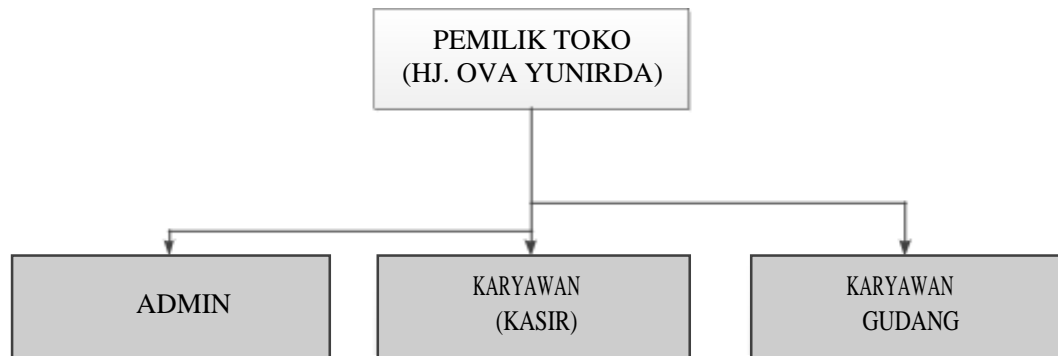 PEMILIK TOKO
(HJ. OVA YUNIRDA)
ADMIN
KARYAWAN
(KASIR)
KARYAWAN
GUDANG